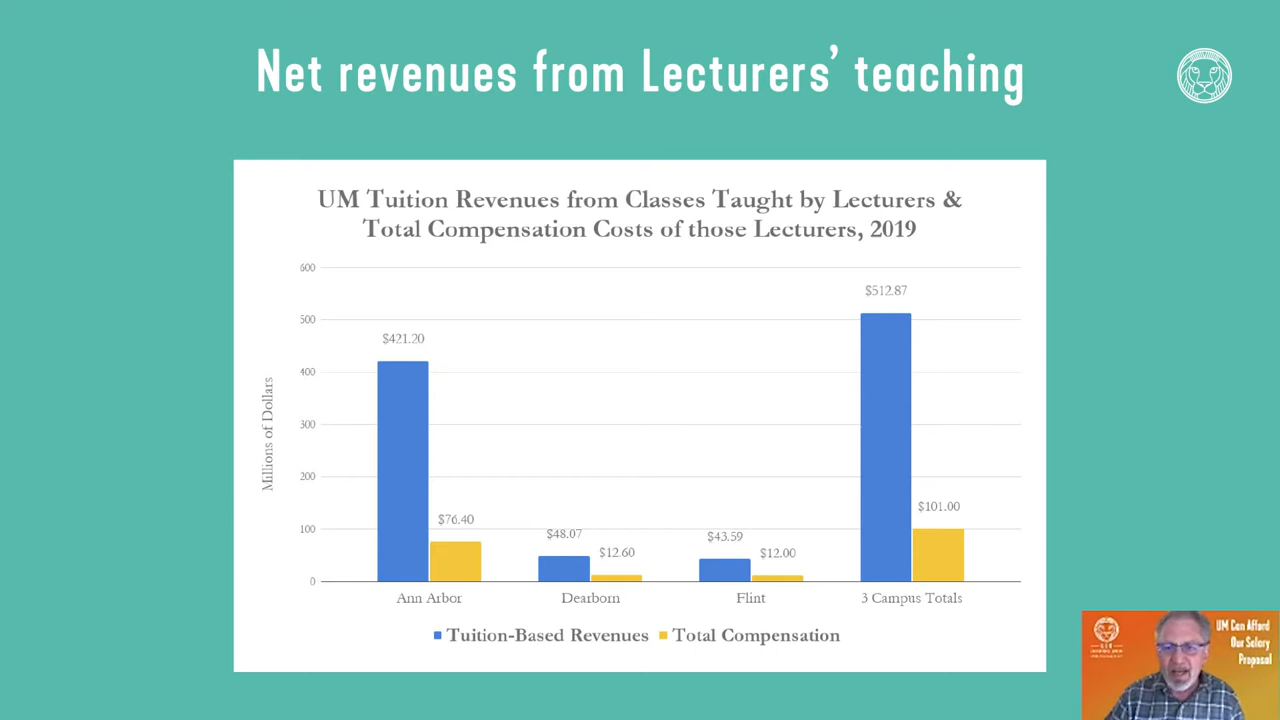 Net revenues from Lecturers' teaching
UM Tuition Revenues from Classes Taught by Lecturers &
Total Compensation Costs of those Lecturers, 2019
Millions of Dollars
600
500
400
300
200
100
0
$421.20
$76.40
$48.07
$12.60
$43.59
$12.00
$512.87
$101.00
Ann Arbor
Dearborn
Flint
3 Campus Totals
Tuition-Based Revenues
Total Compensation
UM Can Afford
Our Salary
Proposal